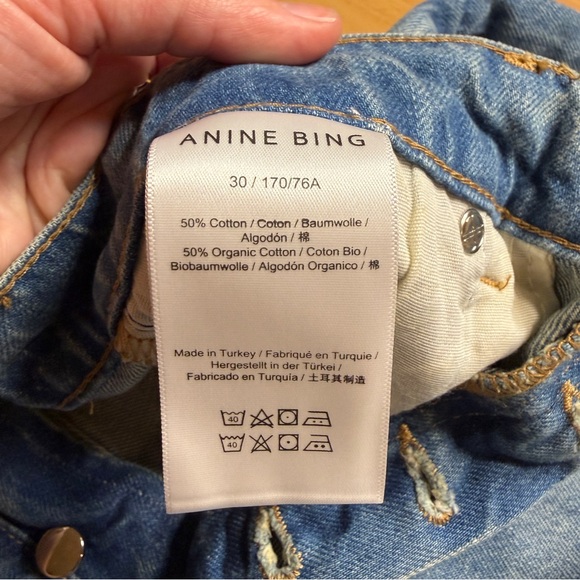 ANINE BING
30 / 170/76A
50% Cotton / Coton / Baumwolle /
Algodón / 棉
50% Organic Cotton / Coton Bio /
Biobaumwolle / Algodón Organico / 棉
Made in Turkey / Fabriqué en Turquie /
Hergestellt in der Türkei /
Fabricado en Turquía / 土耳其制造
40
40